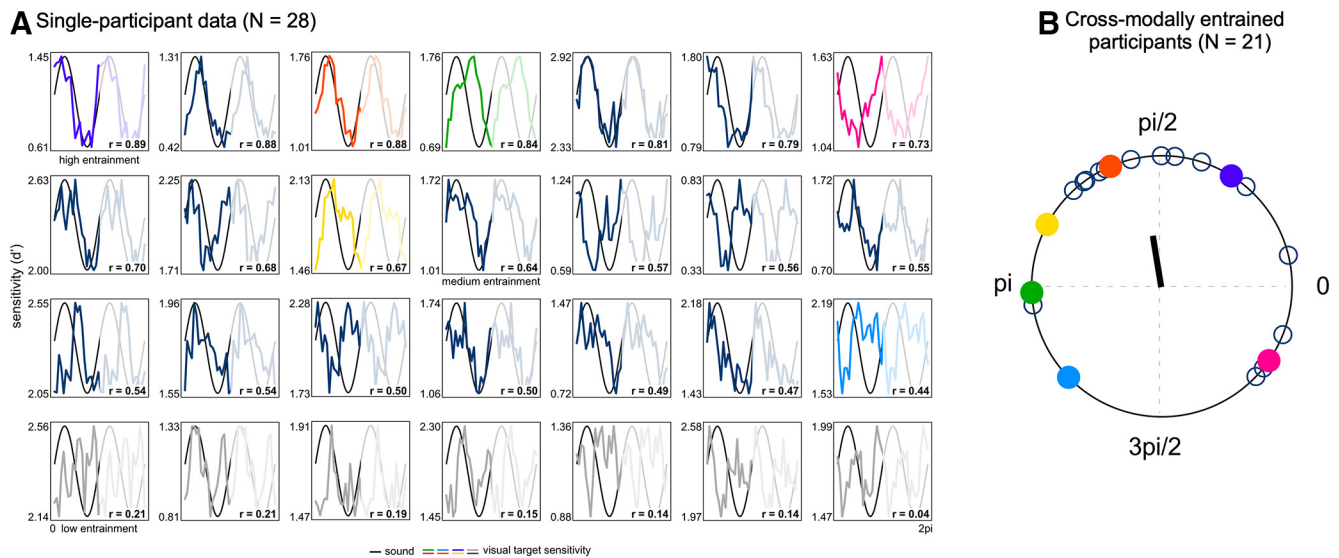 A Single-participant data (N = 28)
B Cross-modally entrained
participants (N = 21)
1.45 1.31 1.76 1.76 2.92 1.80 1.63
0.61 r = 0.89 0.42 r = 0.88 1.01 r = 0.88 0.69 r = 0.84 2.33 r = 0.81 0.79 r = 0.79 1.04 r = 0.73
high entrainment
2.63 2.25 2.13 1.72 1.24 0.83 1.72
2.00 r = 0.70 1.71 r = 0.68 1.46 r = 0.67 1.01 r = 0.64 0.59 r = 0.57 0.33 r = 0.56 0.70 r = 0.55
medium entrainment
sensitivity (d')
2.55 1.96 2.28 1.74 1.47 2.18 2.19
2.05 r = 0.54 1.55 r = 0.54 1.73 r = 0.50 1.06 r = 0.50 0.72 r = 0.49 1.43 r = 0.47 1.53 r = 0.44
2.56 1.33 1.91 2.30 1.36 2.58 1.99
2.14 r = 0.21 0.81 r = 0.21 1.47 r = 0.19 1.45 r = 0.15 0.88 r = 0.14 1.97 r = 0.14 1.47 r = 0.04
0 low entrainment 2pi
sound visual target sensitivity
pi/2
pi 0
3pi/2